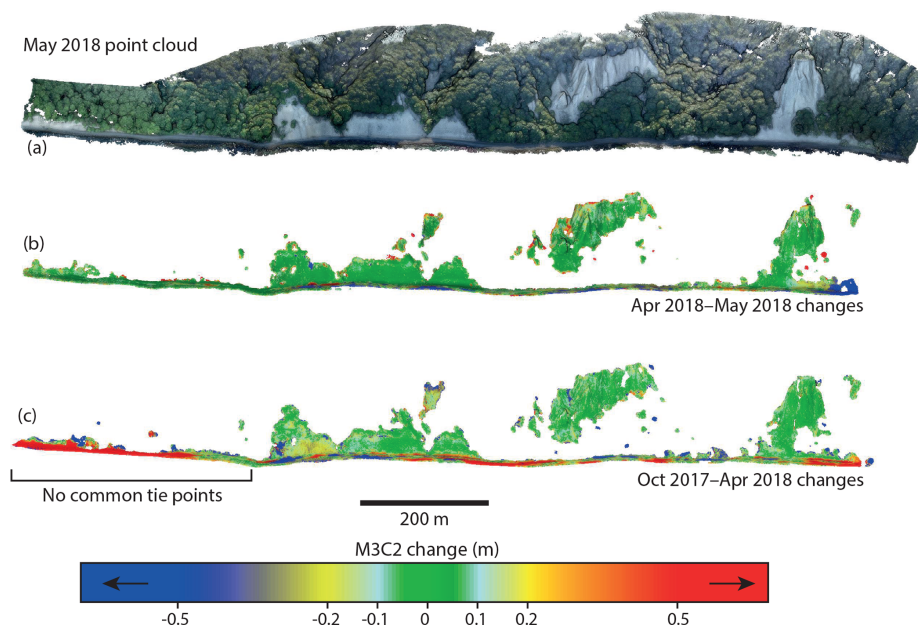 May 2018 point cloud
(a)
(b)
Apr 2018–May 2018 changes
(c)
Oct 2017–Apr 2018 changes
No common tie points
200 m
M3C2 change (m)
-0.5 -0.2 -0.1 0 0.1 0.2 0.5